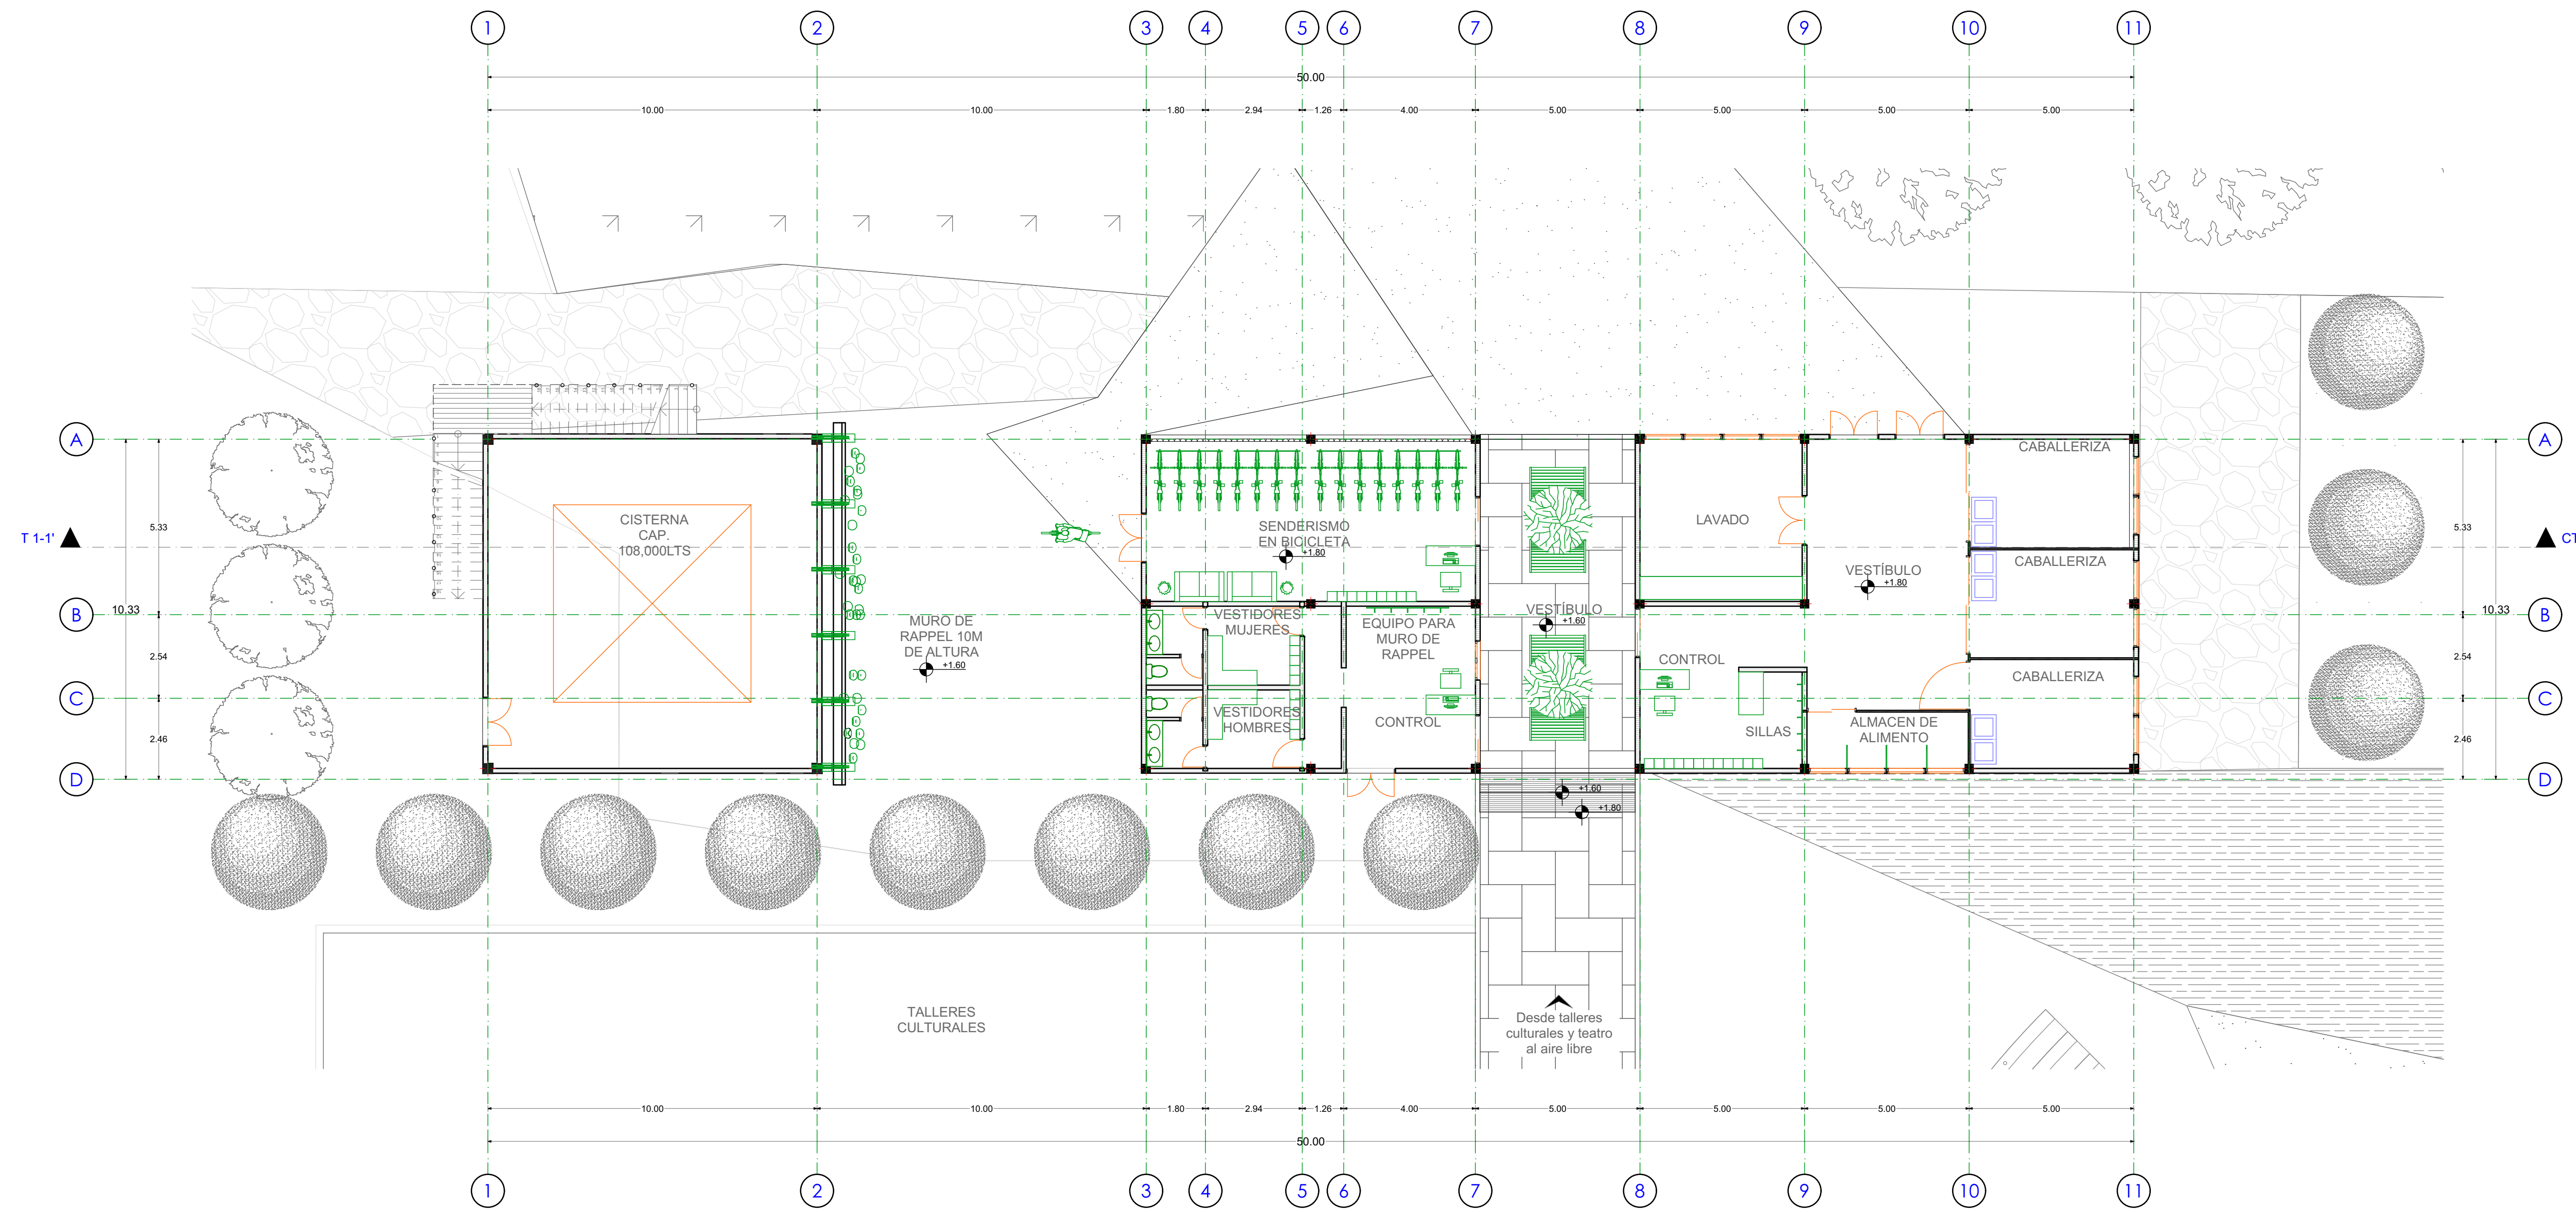 1 2 3 4 5 6 7 8 9 10 11
50.00
10.00 10.00 1.80 2.94 1.26 4.00 5.00 5.00 5.00 5.00
A A
CABALLERIZA
CISTERNA
CAP.
108,000LTS
SENDERISMO
EN BICICLETA
+1.80
LAVADO
5.33 5.33
T 1-1' CT
CABALLERIZA
VESTÍBULO
+1.80
10.33 10.33
B B
MURO DE
RAPPEL 10M
DE ALTURA
+1.60
VESTIDORES
MUJERES
EQUIPO PARA
MURO DE
RAPPEL
VESTÍBULO
+1.60
CONTROL
2.54 2.54
CABALLERIZA
C C
VESTIDORES
HOMBRES
CONTROL
SILLAS
ALMACEN DE
ALIMENTO
2.46 2.46
D D
+1.60
+1.80
TALLERES
CULTURALES
Desde talleres
culturales y teatro
al aire libre
10.00 10.00 1.80 2.94 1.26 4.00 5.00 5.00 5.00 5.00
50.00
1 2 3 4 5 6 7 8 9 10 11